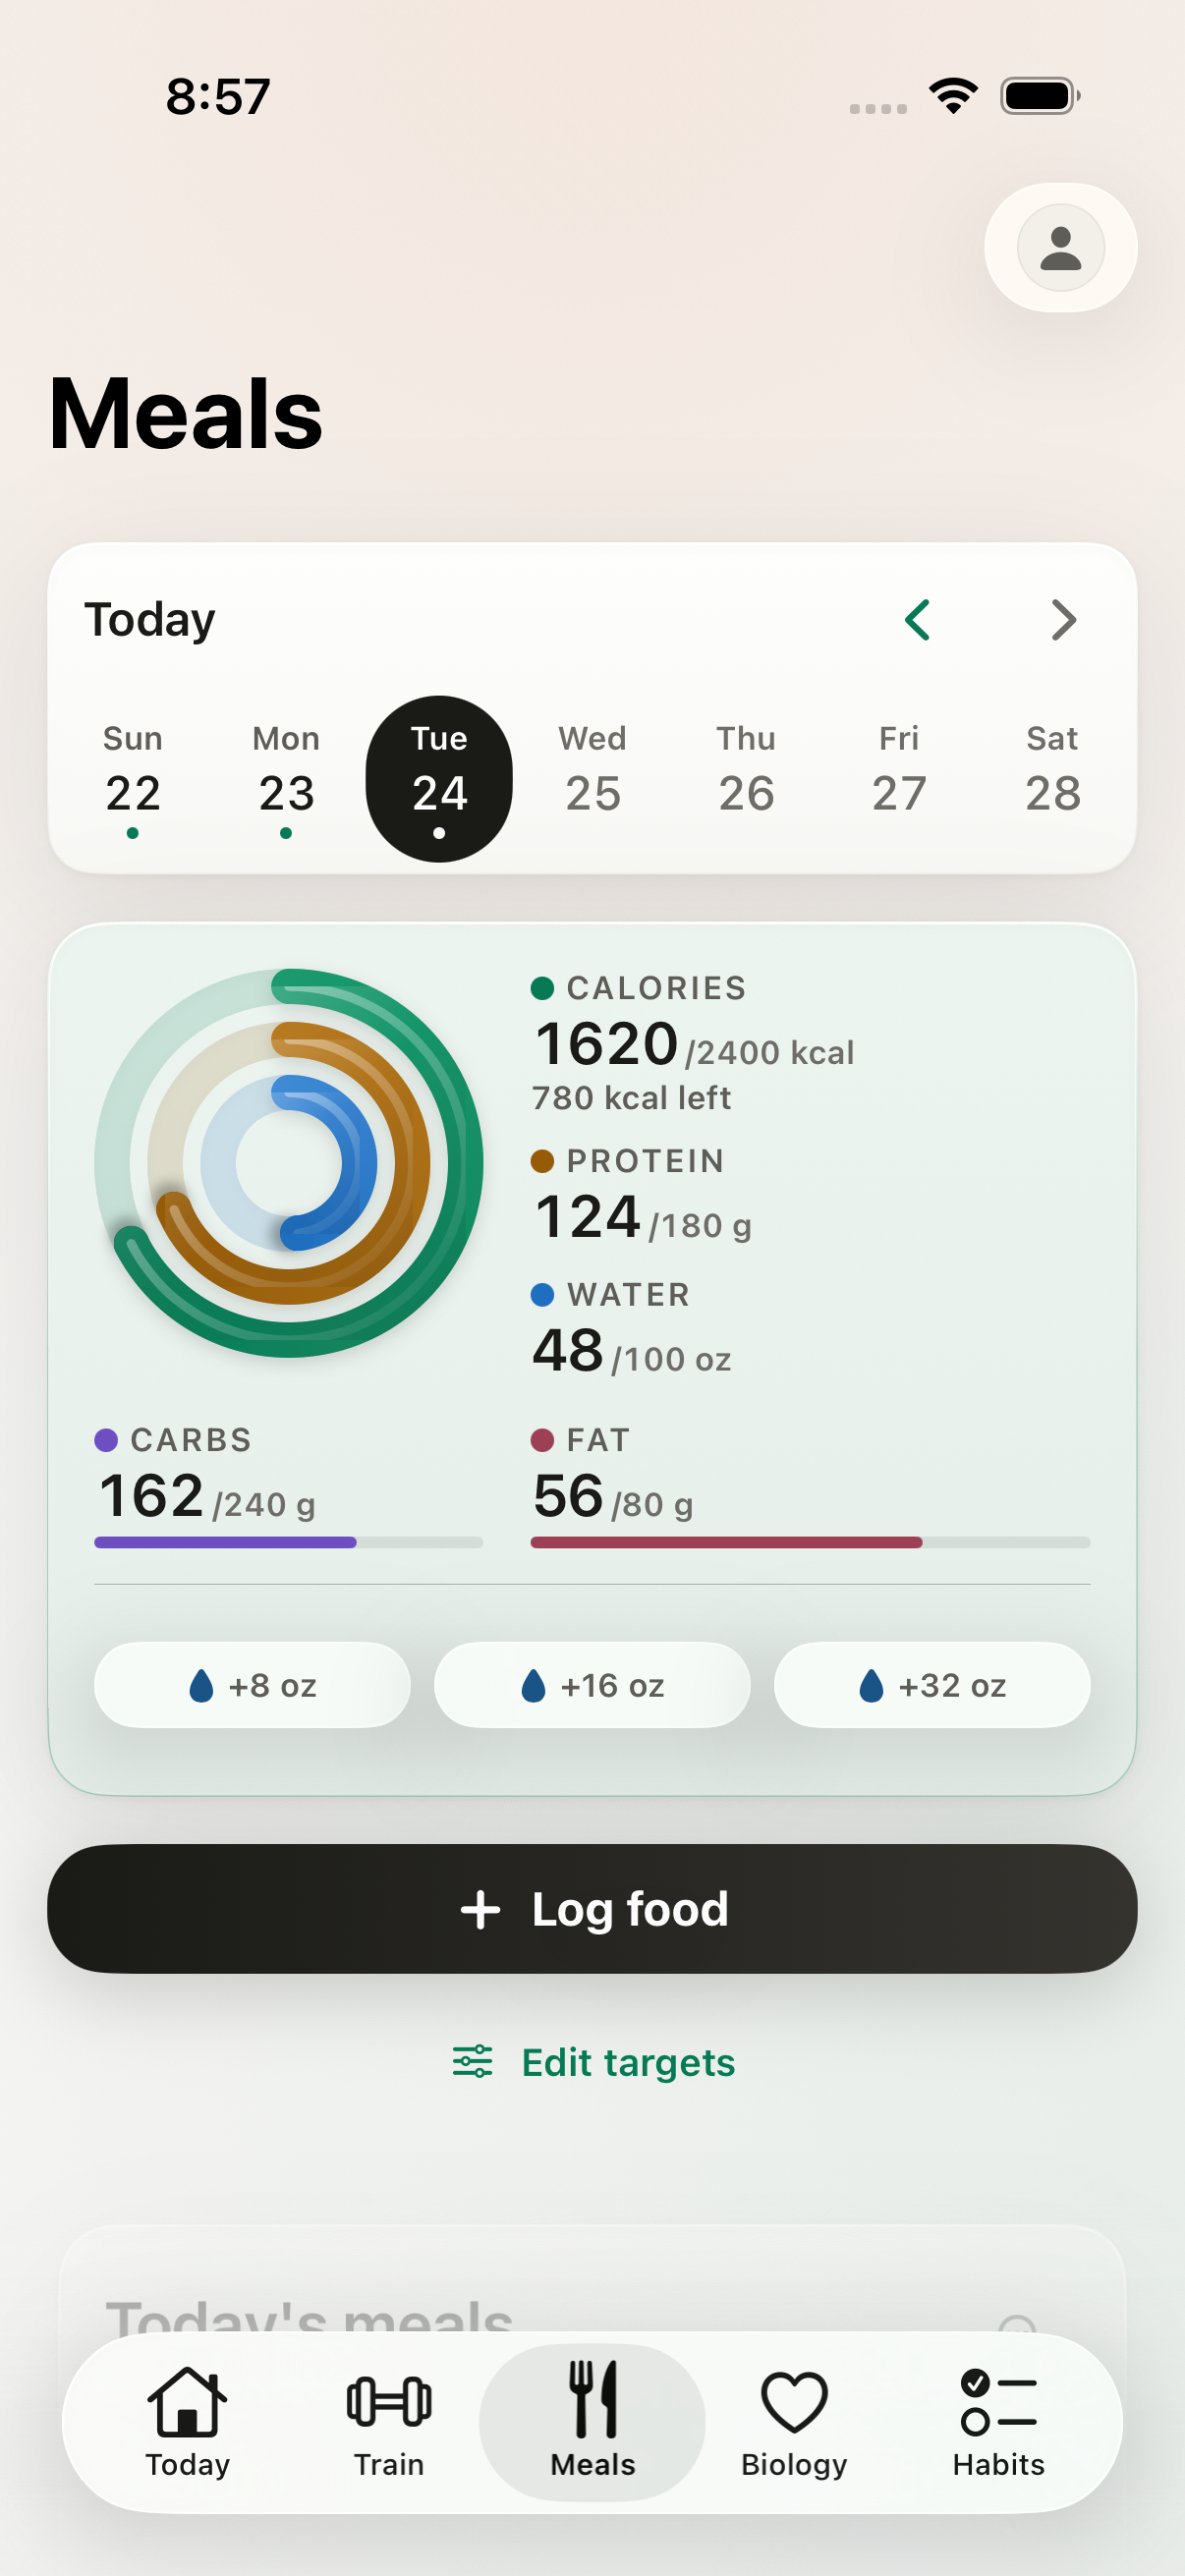 8:57
Meals
Today
Sun Mon Tue Wed Thu Fri Sat
22 23 24 25 26 27 28
CALORIES
1620 /2400 kcal
780 kcal left
PROTEIN
124 /180 g
WATER
48 /100 oz
CARBS
162 /240 g
FAT
56 /80 g
+8 oz +16 oz +32 oz
+ Log food
Edit targets
Today's meals
Today Train Meals Biology Habits